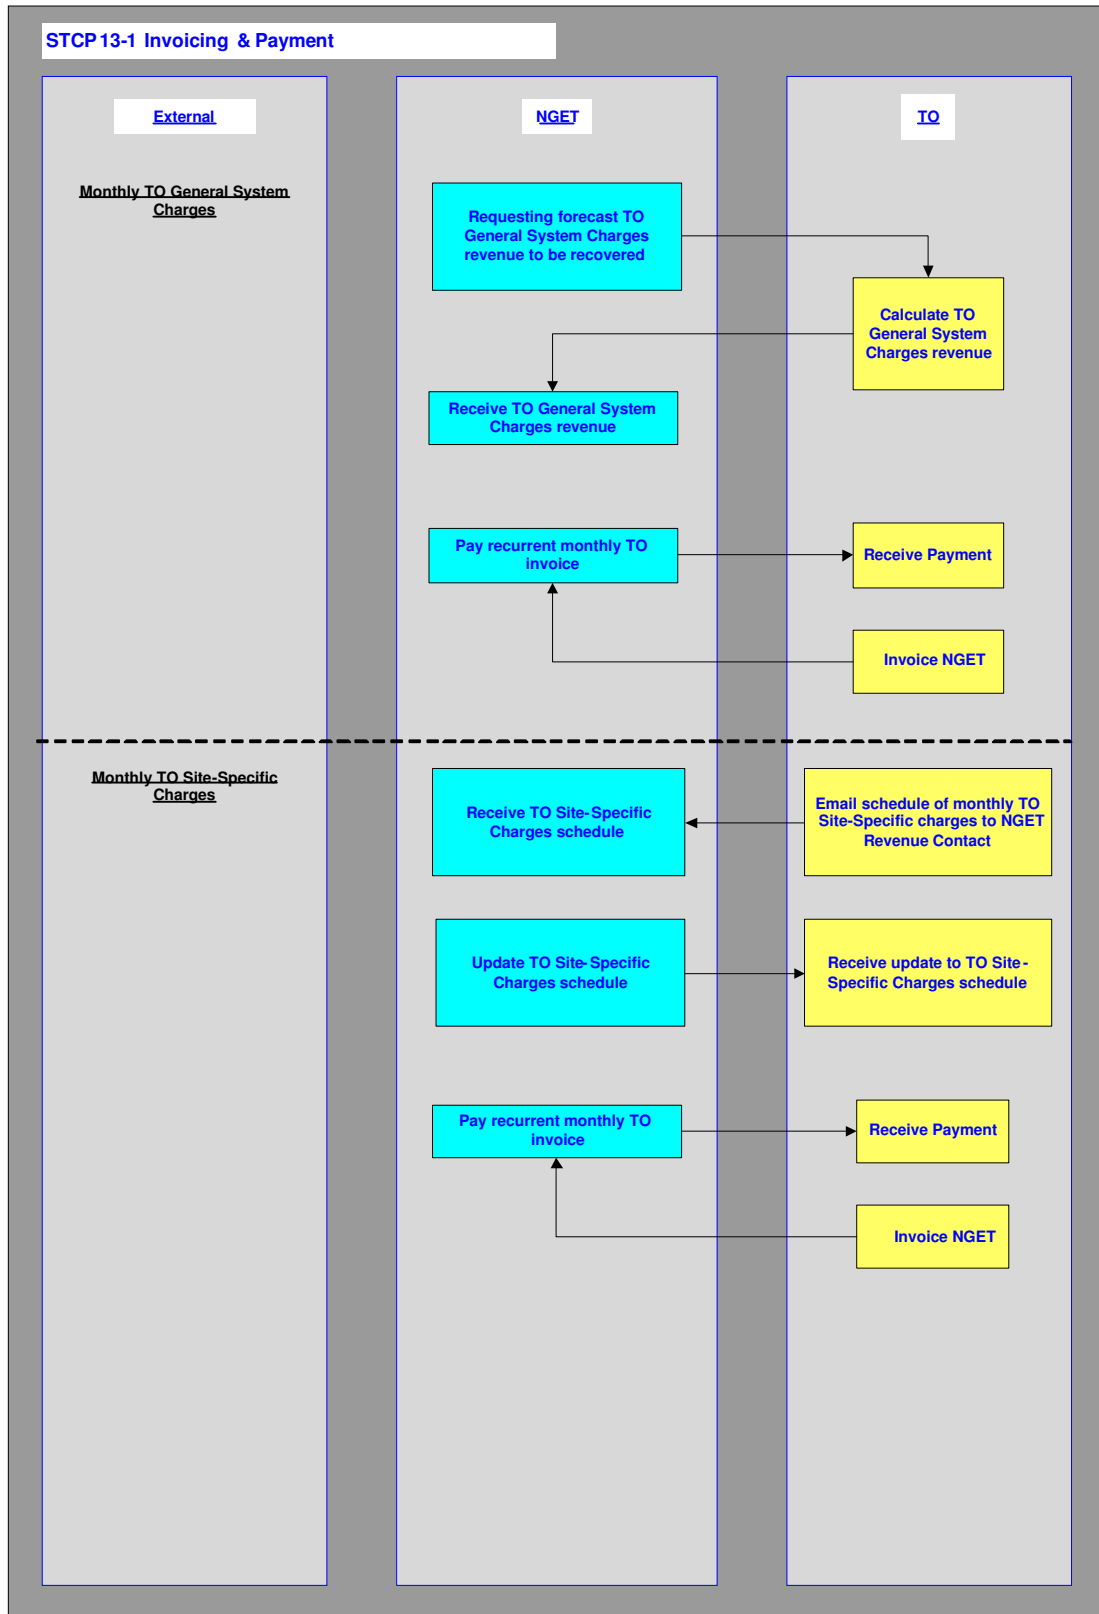 STCP 13-1 Invoicing & Payment
External
NGET
TO
Monthly TO General System
Charges
Requesting forecast TO
General System Charges
revenue to be recovered
Calculate TO
General System
Charges revenue
Receive TO General System
Charges revenue
Pay recurrent monthly TO
invoice
Receive Payment
Invoice NGET
Monthly TO Site-Specific
Charges
Receive TO Site-Specific
Charges schedule
Email schedule of monthly TO
Site-Specific charges to NGET
Revenue Contact
Update TO Site-Specific
Charges schedule
Receive update to TO Site-
Specific Charges schedule
Pay recurrent monthly TO
invoice
Receive Payment
Invoice NGET